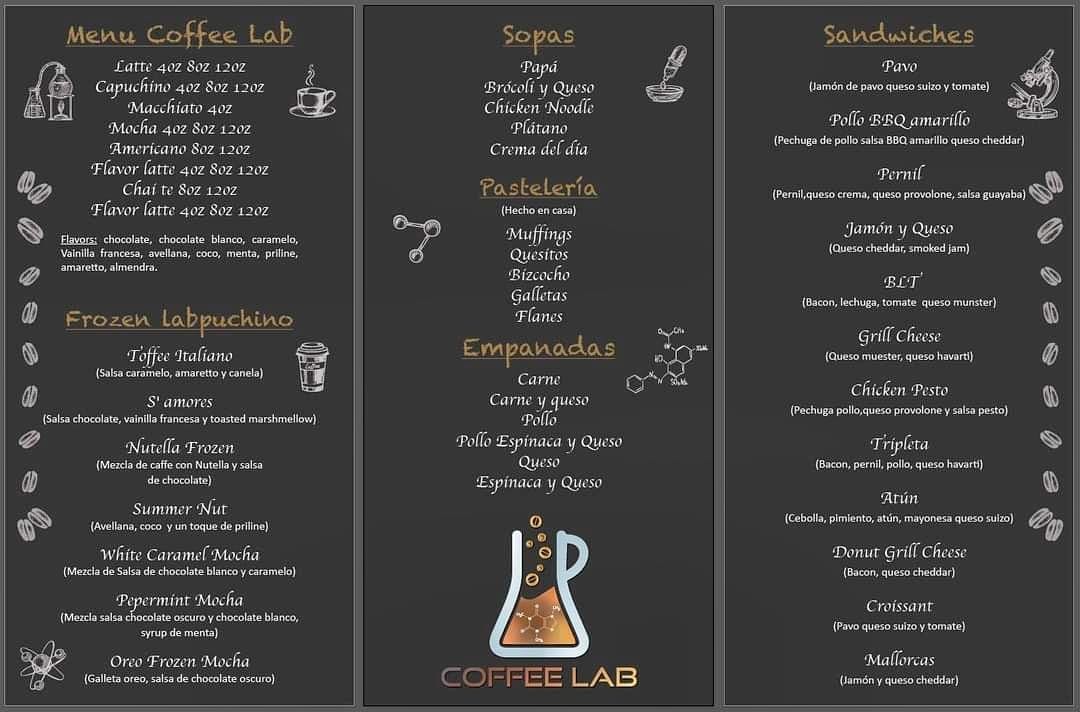 Menu Coffee Lab
Latte 4oz 8oz 12oz
Capuchino 4oz 8oz 12oz
Macchiato 4oz
Mocha 4oz 8oz 12oz
Americano 8oz 12oz
Flavor latte 4oz 8oz 12oz
Chai te 8oz 12oz
Flavor latte 4oz 8oz 12oz
Flavors: chocolate, chocolate blanco, caramelo,
Vainilla francesa, avellana, coco, menta, priline,
amaretto, almendra.
Frozen labpuchino
Toffee Italiano
(Salsa caramelo, amaretto y canela)
S' amores
(Salsa chocolate, vainilla francesa y toasted marshmellow)
Nutella Frozen
(Mezcla de caffe con Nutella y salsa
de chocolate)
Summer Nut
(Avellana, coco y un toque de priline)
White Caramel Mocha
(Mezcla de Salsa de chocolate blanco y caramelo)
Pepermint Mocha
(Mezcla salsa chocolate oscuro y chocolate blanco,
syrup de menta)
Oreo Frozen Mocha
(Galleta oreo, salsa de chocolate oscuro)
Sopas
Papá
Brócoli y Queso
Chicken Noodle
Plátano
Crema del día
Pastelería
(Hecho en casa)
Muffings
Quesitos
Bizcocho
Galletas
Flanes
Empanadas
Carne
Carne y queso
Pollo
Pollo Espinaca y Queso
Queso
Espinaca y Queso
COFFEE LAB
Sandwiches
Pavo
(Jamón de pavo queso suizo y tomate)
Pollo BBQ amarillo
(Pechuga de pollo salsa BBQ amarillo queso cheddar)
Pernil
(Pernil,queso crema, queso provolone, salsa guayaba)
Jamón y Queso
(Queso cheddar, smoked jam)
BLT
(Bacon, lechuga, tomate queso munster)
Grill Cheese
(Queso muester, queso havarti)
Chicken Pesto
(Pechuga pollo,queso provolone y salsa pesto)
Tripleta
(Bacon, pernil, pollo, queso havarti)
Atún
(Cebolla, pimiento, atún, mayonesa queso suizo)
Donut Grill Cheese
(Bacon, queso cheddar)
Croissant
(Pavo queso suizo y tomate)
Mallorcas
(Jamón y queso cheddar)